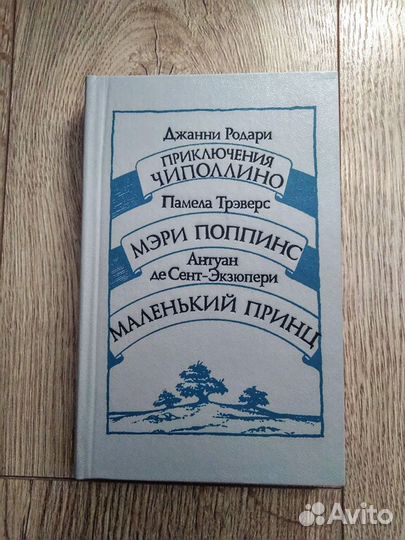 Джанни Родари
ПРИКЛЮЧЕНИЯ
ЧИПОЛЛИНО
Памела Трэверс
МЭРИ ПОППИНС
Антуан
де Сент-Экзюпери
МАЛЕНЬКИЙ ПРИНЦ
Avito